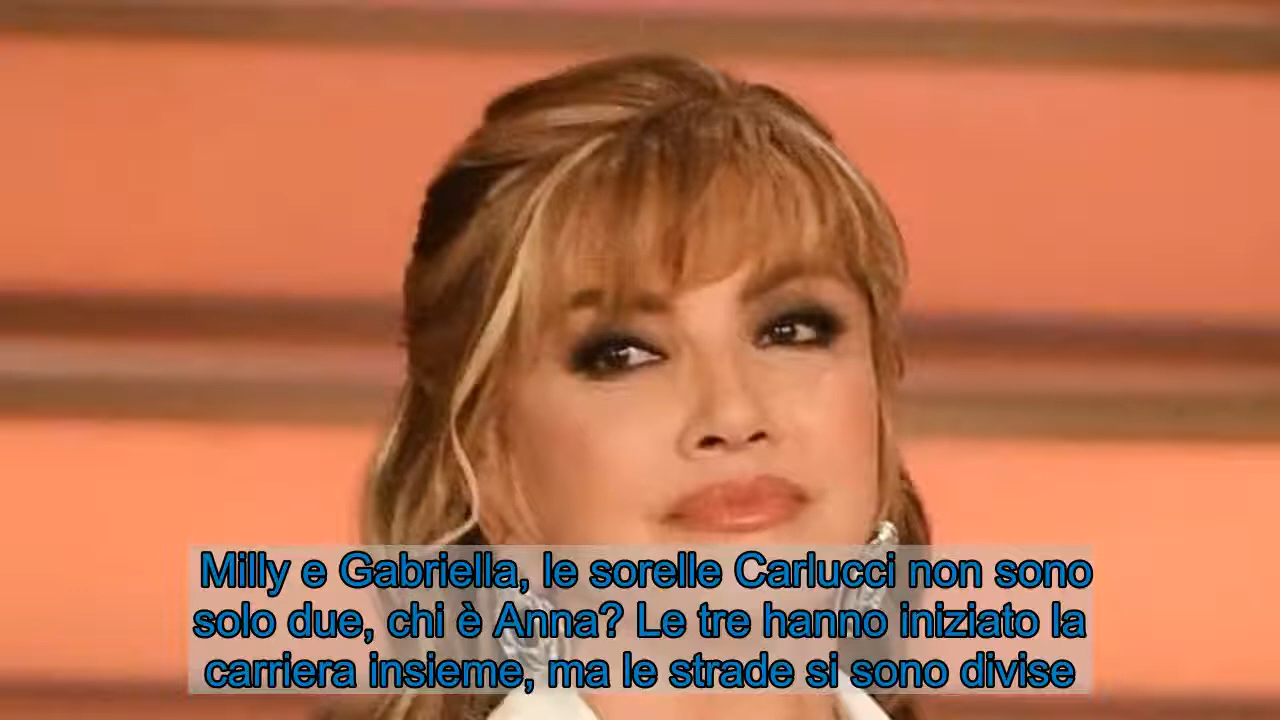 Milly e Gabriella, le sorelle Carlucci non sono
solo due, chi è Anna? Le tre hanno iniziato la
carriera insieme, ma le strade si sono divise